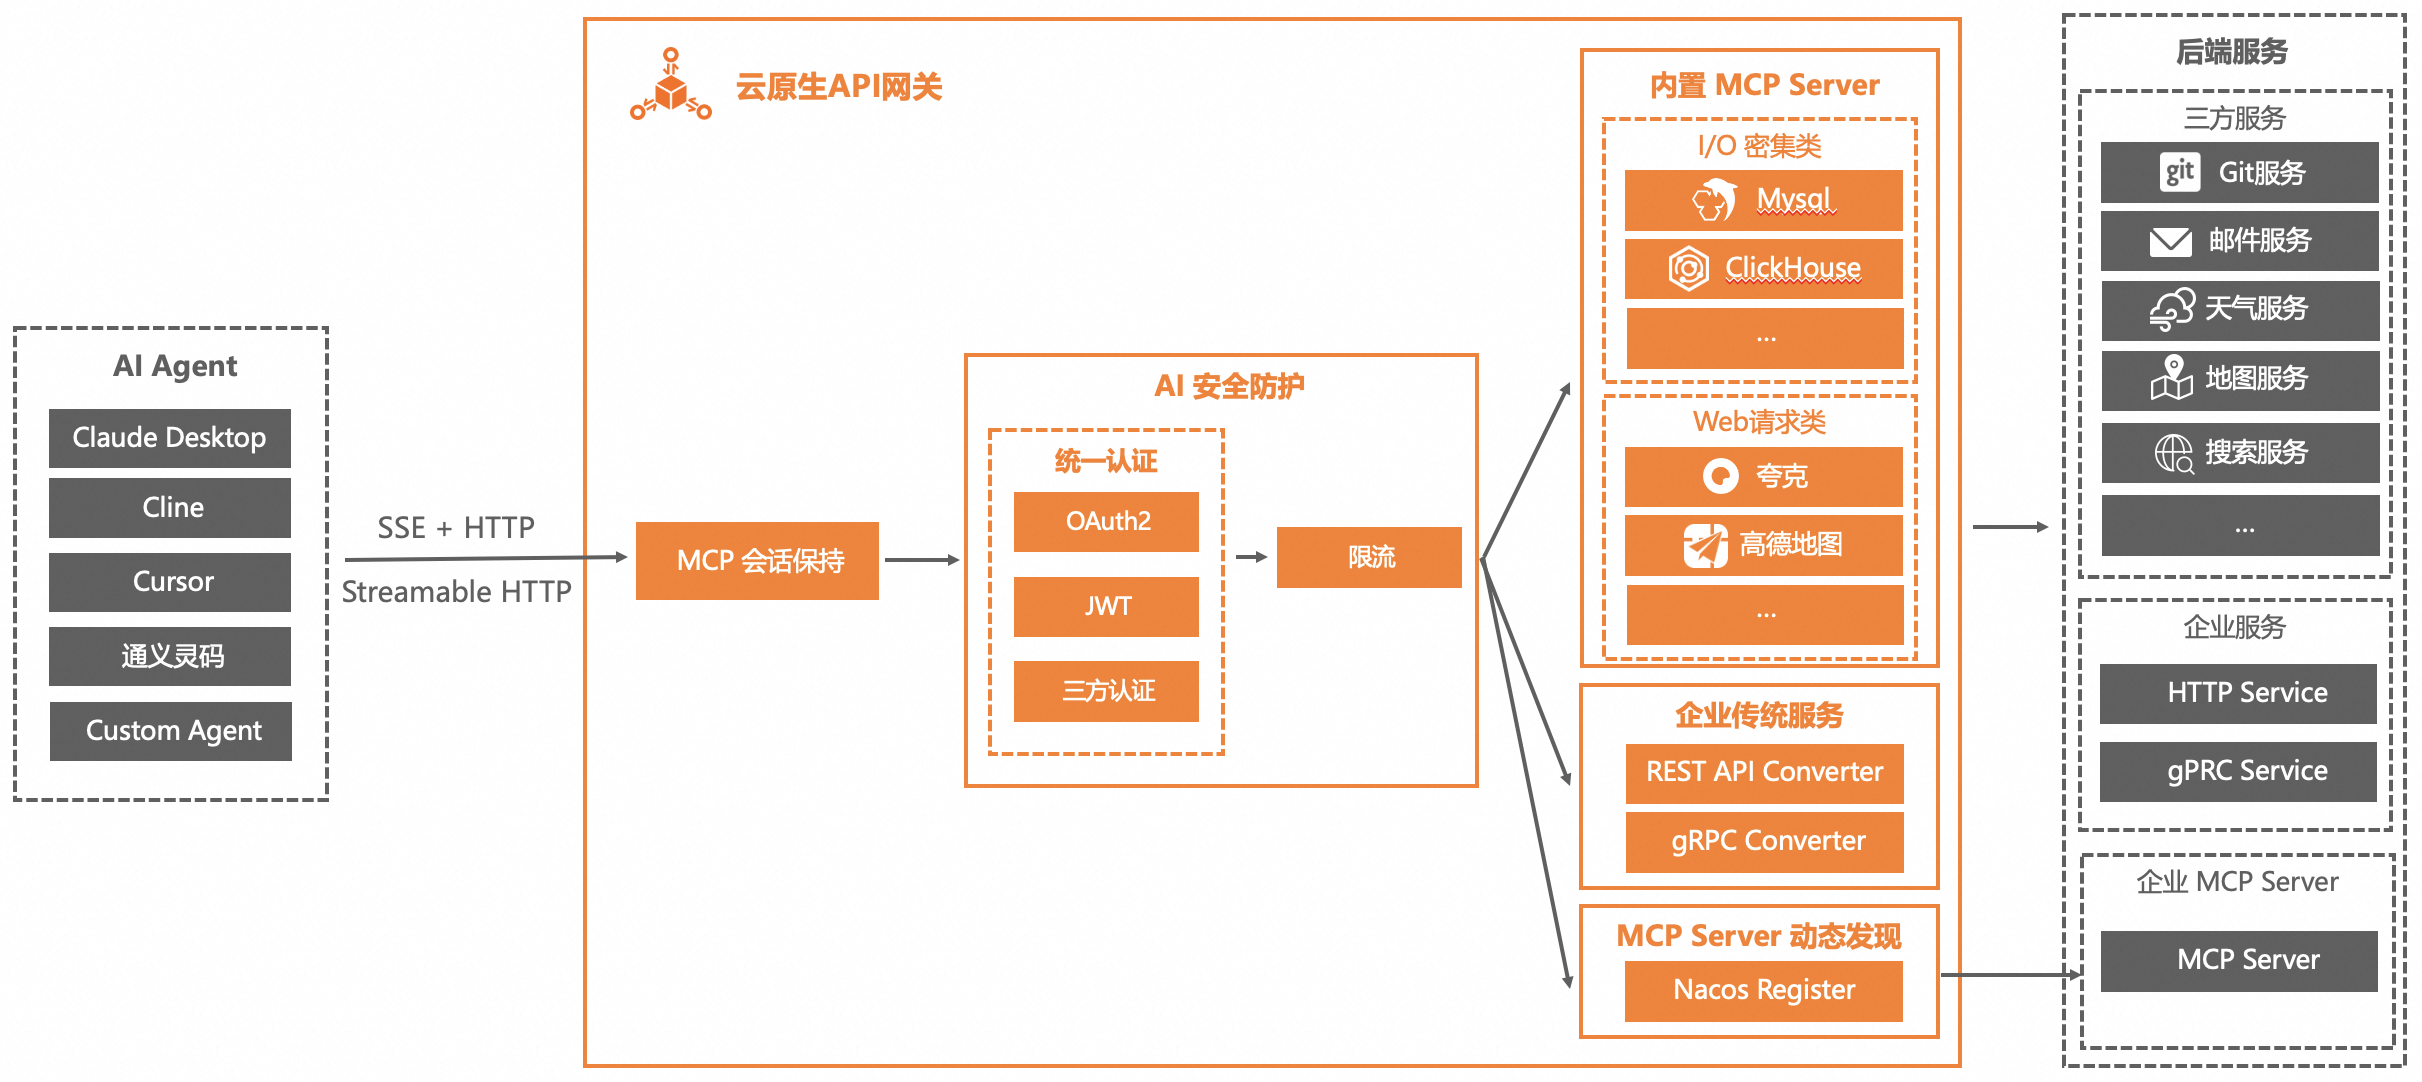 AI Agent
Claude Desktop
Cline
Cursor
通义灵码
Custom Agent
SSE + HTTP
Streamable HTTP
云原生API网关
MCP 会话保持
AI 安全防护
统一认证
OAuth2
JWT
三方认证
限流
内置 MCP Server
I/O 密集类
Mysql
ClickHouse
...
Web请求类
夸克
高德地图
...
企业传统服务
REST API Converter
gRPC Converter
MCP Server 动态发现
Nacos Register
后端服务
三方服务
git Git服务
邮件服务
天气服务
地图服务
搜索服务
...
企业服务
HTTP Service
gPRC Service
企业 MCP Server
MCP Server